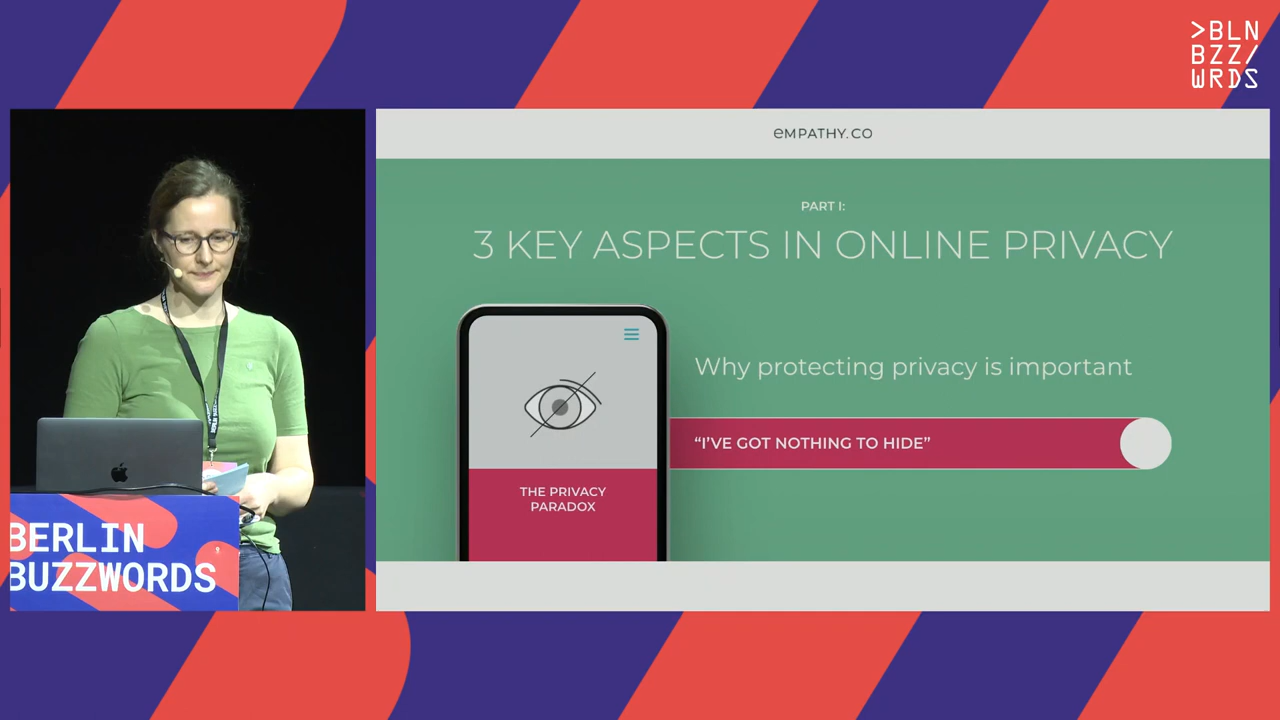 >BLN
BZZ/
WRDS
eMPATHY.CO
PART I:
3 KEY ASPECTS IN ONLINE PRIVACY
Why protecting privacy is important
“I’VE GOT NOTHING TO HIDE”
THE PRIVACY
PARADOX
BERLIN
BUZZWORDS